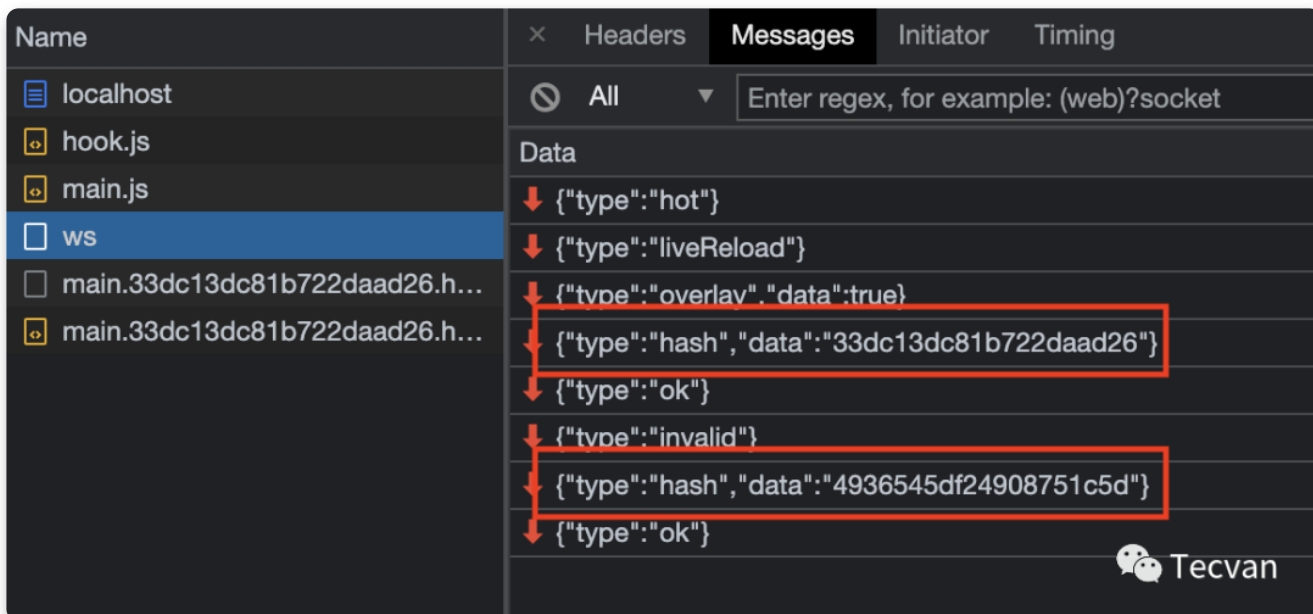 Name
localhost
hook.js
main.js
ws
main.33dc13dc81b722daad26.h...
main.33dc13dc81b722daad26.h...
× Headers Messages Initiator Timing
All ▼ Enter regex, for example: (web)?socket
Data
{"type":"hot"}
{"type":"liveReload"}
{"type":"overlay","data":true}
{"type":"hash","data":"33dc13dc81b722daad26"}
{"type":"ok"}
{"type":"invalid"}
{"type":"hash","data":"4936545df24908751c5d"}
{"type":"ok"}
Tecvan